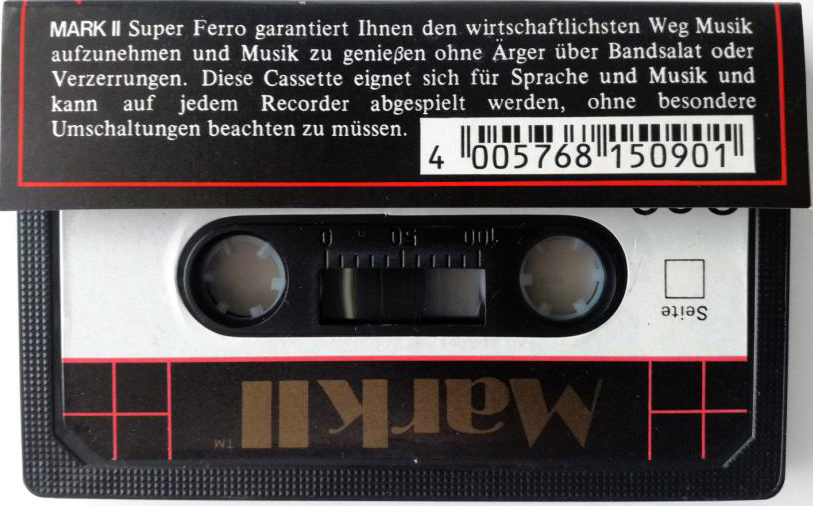 MARK II Super Ferro garantiert Ihnen den wirtschaftlichsten Weg Musik
aufzunehmen und Musik zu genießen ohne Ärger über Bandsalat oder
Verzerrungen. Diese Cassette eignet sich für Sprache und Musik und
kann auf jedem Recorder abgespielt werden, ohne besondere
Umschaltungen beachten zu müssen.
4 005768 150901
0 50 100
Seite
Mark II™